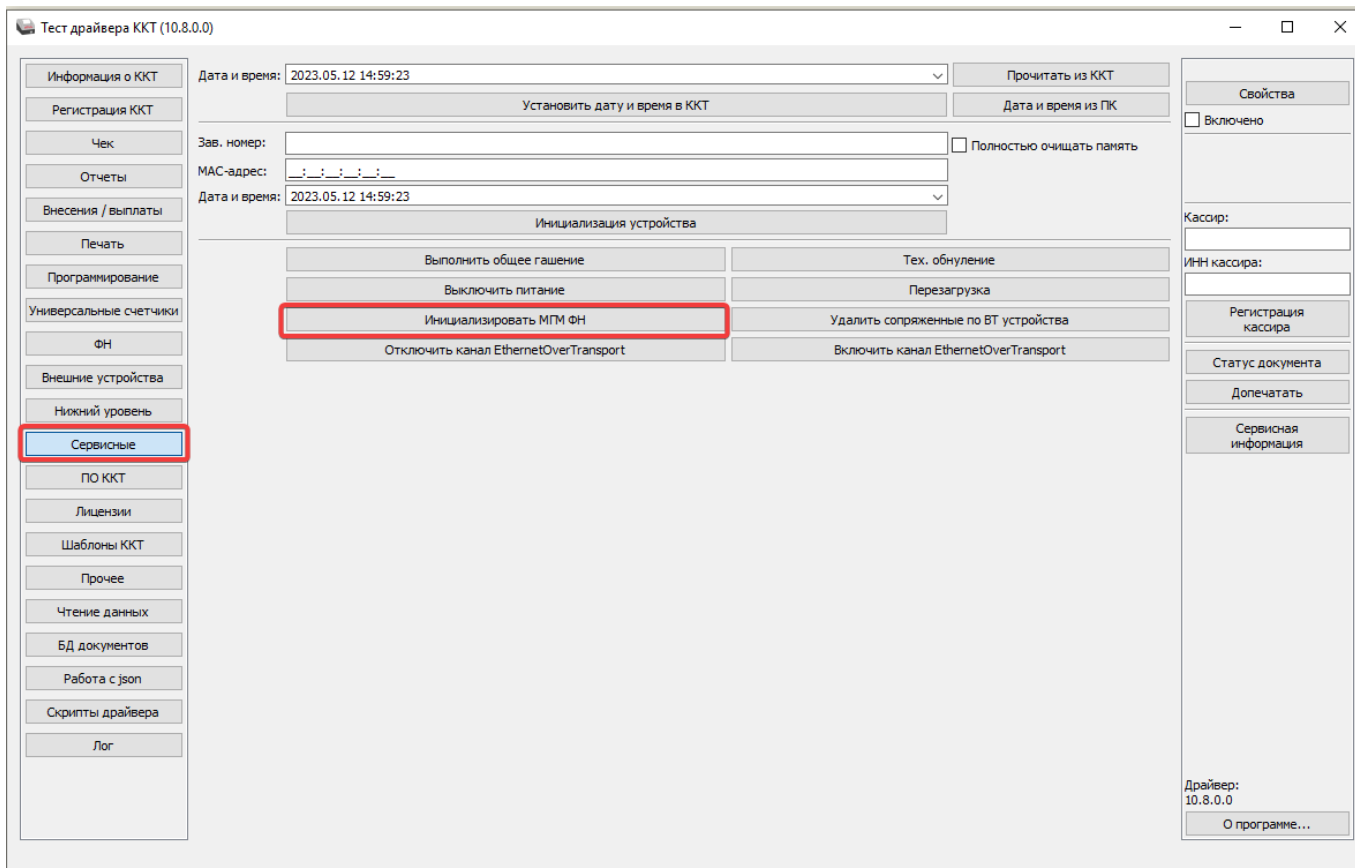 Тест драйвера ККТ (10.8.0.0)
Информация о ККТ
Регистрация ККТ
Чек
Отчеты
Внесения / выплаты
Печать
Программирование
Универсальные счетчики
ФН
Внешние устройства
Нижний уровень
Сервисные
ПО ККТ
Лицензии
Шаблоны ККТ
Прочее
Чтение данных
БД документов
Работа с json
Скрипты драйвера
Лог
Дата и время: 2023.05.12 14:59:23 Прочитать из ККТ
Установить дату и время в ККТ Дата и время из ПК
Зав. номер: Полностью очищать память
MAC-адрес: __:__:__:__:__:__
Дата и время: 2023.05.12 14:59:23
Инициализация устройства
Выполнить общее гашение Тех. обнуление
Выключить питание Перезагрузка
Инициализировать МГМ ФН Удалить сопряженные по BT устройства
Отключить канал EthernetOverTransport Включить канал EthernetOverTransport
Свойства
Включено
Кассир:
ИНН кассира:
Регистрация
кассира
Статус документа
Допечатать
Сервисная
информация
Драйвер:
10.8.0.0
О программе...